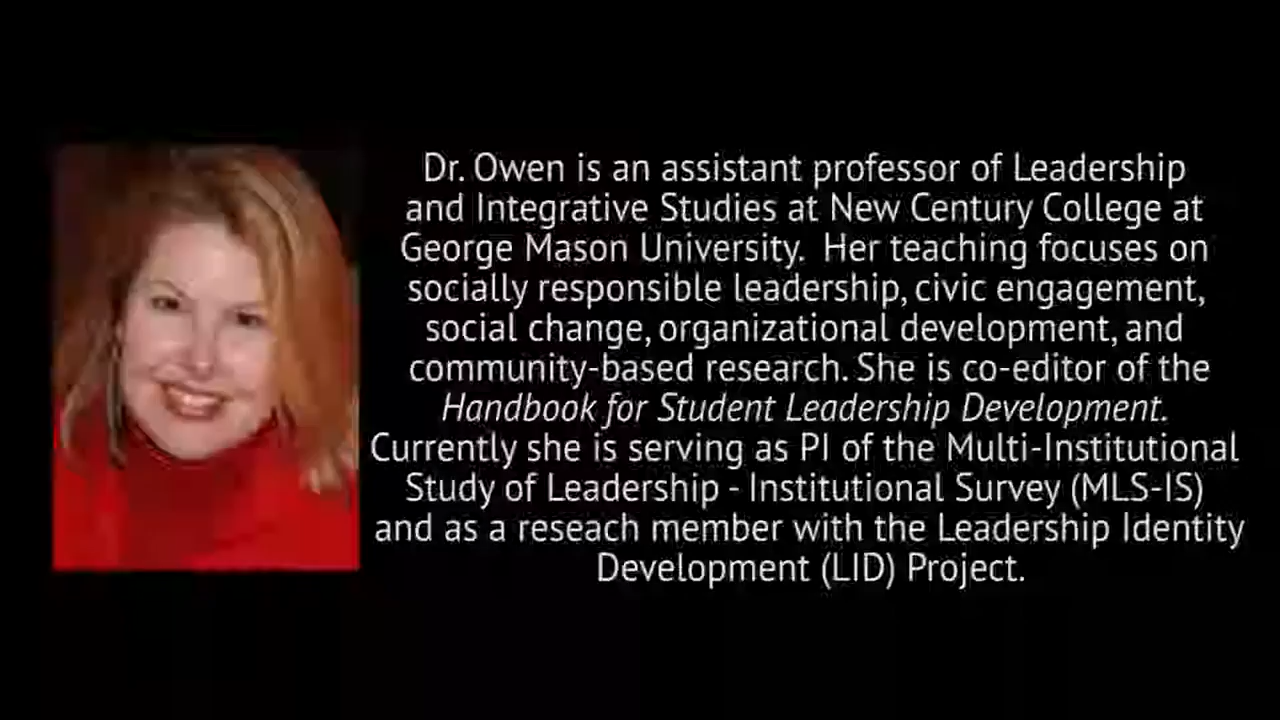 Dr. Owen is an assistant professor of Leadership
and Integrative Studies at New Century College at
George Mason University.  Her teaching focuses on
socially responsible leadership, civic engagement,
social change, organizational development, and
community-based research. She is co-editor of the
Handbook for Student Leadership Development.
Currently she is serving as PI of the Multi-Institutional
Study of Leadership - Institutional Survey (MLS-IS)
and as a reseach member with the Leadership Identity
Development (LID) Project.